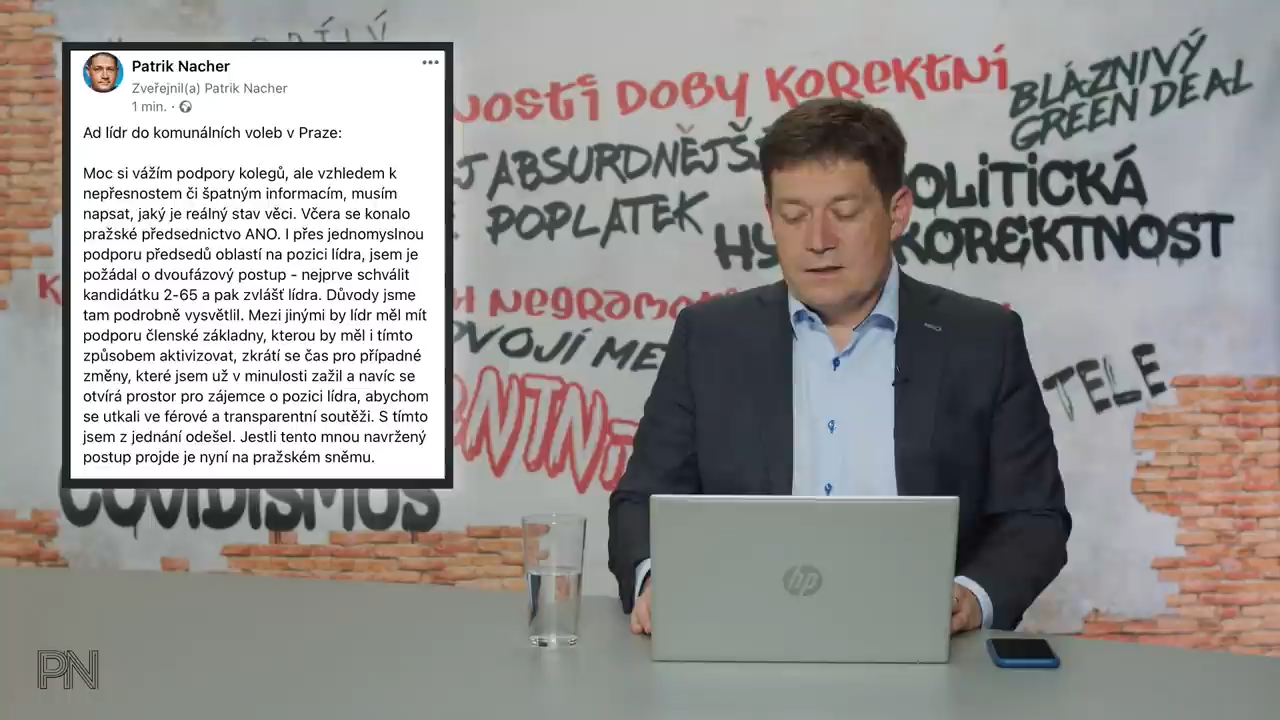 Patrik Nacher
Zveřejnil(a) Patrik Nacher
1 min. ·
Ad lídr do komunálních voleb v Praze:
Moc si vážím podpory kolegů, ale vzhledem k
nepřesnostem či špatným informacím, musím
napsat, jaký je reálný stav věcí. Včera se konalo
pražské předsednictvo ANO. I přes jednomyslnou
podporu předsedů oblastí na pozici lídra, jsem je
požádal o dvoufázový postup - nejprve schválit
kandidátku 2-65 a pak zvlášť lídra. Důvody jsme
tam podrobně vysvětlil. Mezi jinými by lídr měl mít
podporu členské základny, kterou by měl i tímto
způsobem aktivizovat, zkrátí se čas pro případné
změny, které jsem už v minulosti zažil a navíc se
otvírá prostor pro zájemce o pozici lídra, abychom
se utkali ve férové a transparentní soutěži. S tímto
jsem z jednání odešel. Jestli tento mnou navržený
postup projde je nyní na pražském sněmu.
DOBY KOREKTNÍ
BLÁZNIVÝ
GREEN DEAL
ABSURDNĚJŠ
POPLATEK
POLITICKÁ
KOREKTNOST
TELE
COVIDISMUS
hp
PN